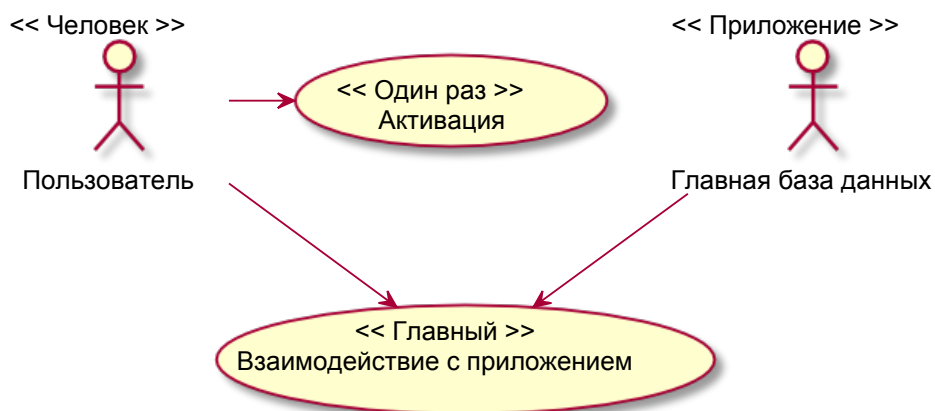 << Человек >>
<< Приложение >>
<< Один раз >>
Активация
Пользователь
Главная база данных
<< Главный >>
Взаимодействие с приложением